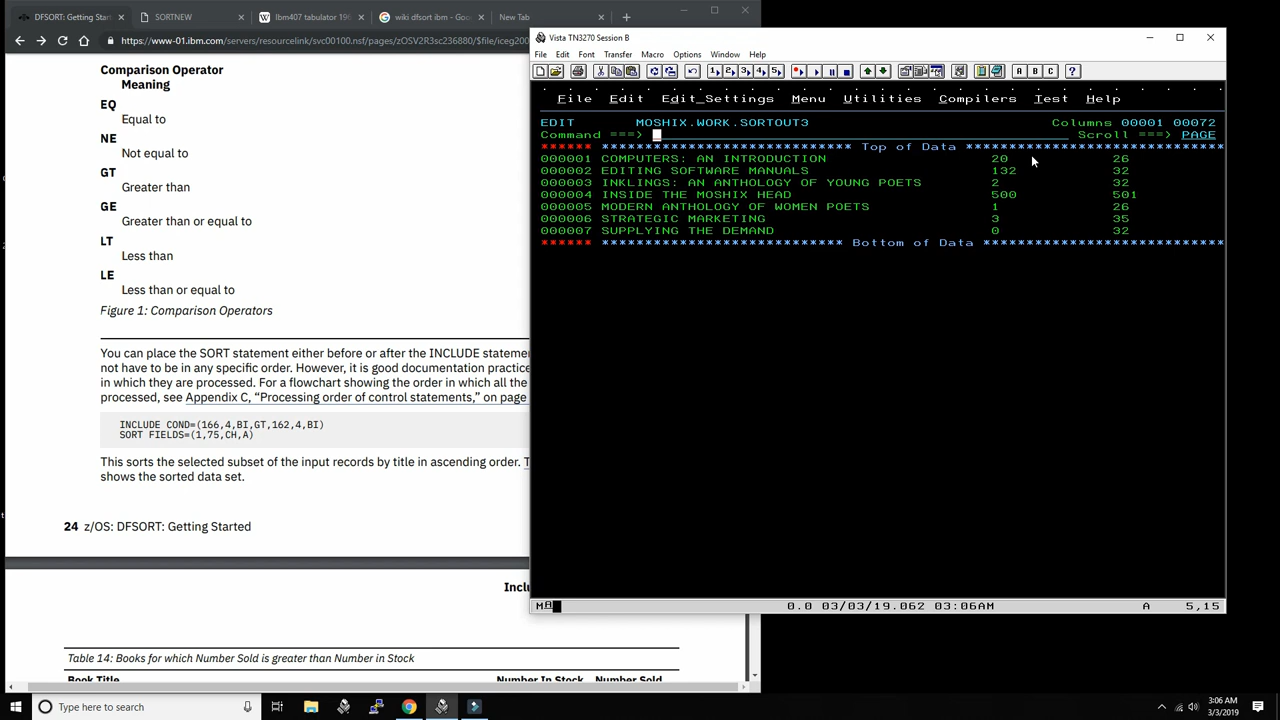 DFSORT: Getting Start
SORTNEW
Ibm407 tabulator 19
wiki dfsort ibm - Goo
New Tab
https://www-01.ibm.com/servers/resourcelink/svc00100.nsf/pages/zOSV2R3sc236880/$file/iceg200
Comparison Operator
Meaning
EQ
Equal to
NE
Not equal to
GT
Greater than
GE
Greater than or equal to
LT
Less than
LE
Less than or equal to
Figure 1: Comparison Operators
You can place the SORT statement either before or after the INCLUDE stateme
not have to be in any specific order. However, it is good documentation practice
in which they are processed. For a flowchart showing the order in which all the
processed, see Appendix C, “Processing order of control statements,” on page
INCLUDE COND=(166,4,BI,GT,162,4,BI)
SORT FIELDS=(1,75,CH,A)
This sorts the selected subset of the input records by title in ascending order. T
shows the sorted data set.
24 z/OS: DFSORT: Getting Started
Inclu
Table 14: Books for which Number Sold is greater than Number in Stock
Book Title Number In Stock Number Sold
Vista TN3270 Session B
File Edit Font Transfer Macro Options Window Help
1 2 3 4 5 A B C ?
File Edit Edit_Settings Menu Utilities Compilers Test Help
EDIT MOSHIX.WORK.SORTOUT3 Columns 00001 00072
Command ===> Scroll ===> PAGE
****** **************************** Top of Data ******************************
000001 COMPUTERS: AN INTRODUCTION 20 26
000002 EDITING SOFTWARE MANUALS 132 32
000003 INKLINGS: AN ANTHOLOGY OF YOUNG POETS 2 32
000004 INSIDE THE MOSHIX HEAD 500 501
000005 MODERN ANTHOLOGY OF WOMEN POETS 1 26
000006 STRATEGIC MARKETING 3 35
000007 SUPPLYING THE DEMAND 0 32
****** *************************** Bottom of Data ****************************
MA 0.0 03/03/19.062 03:06AM A 5,15
Type here to search
3:06 AM
3/3/2019